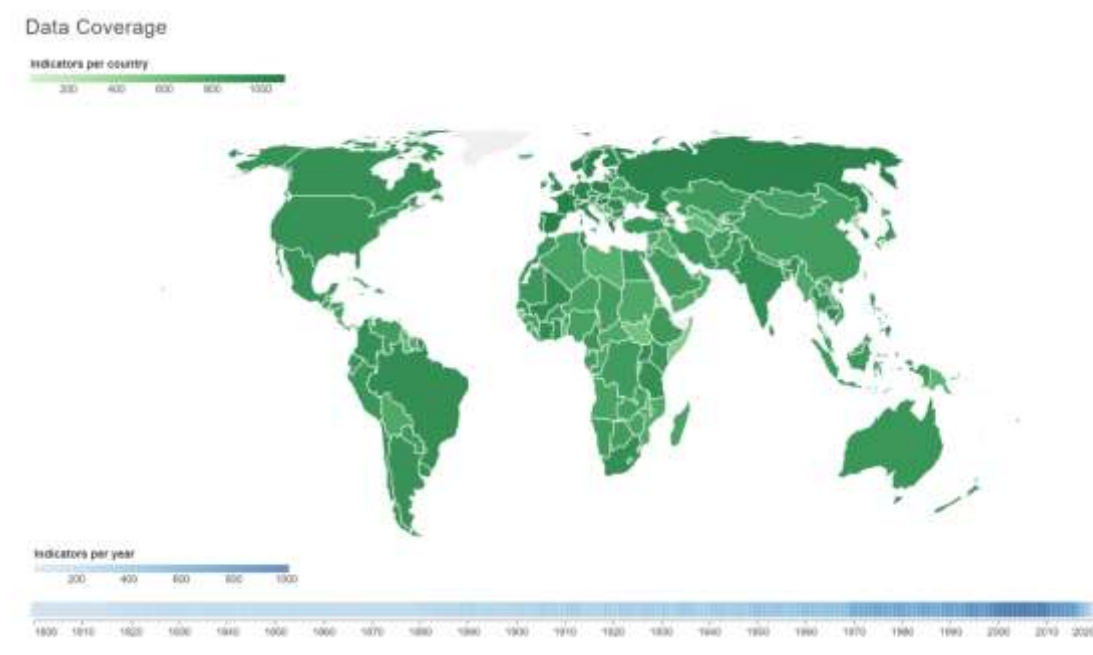 Data Coverage
Indicators per country
200 400 600 800 1000
Indicators per year
200 400 600 800 1000
1800 1810 1820 1830 1840 1850 1860 1870 1880 1890 1900 1910 1920 1930 1940 1950 1960 1970 1980 1990 2000 2010 2020